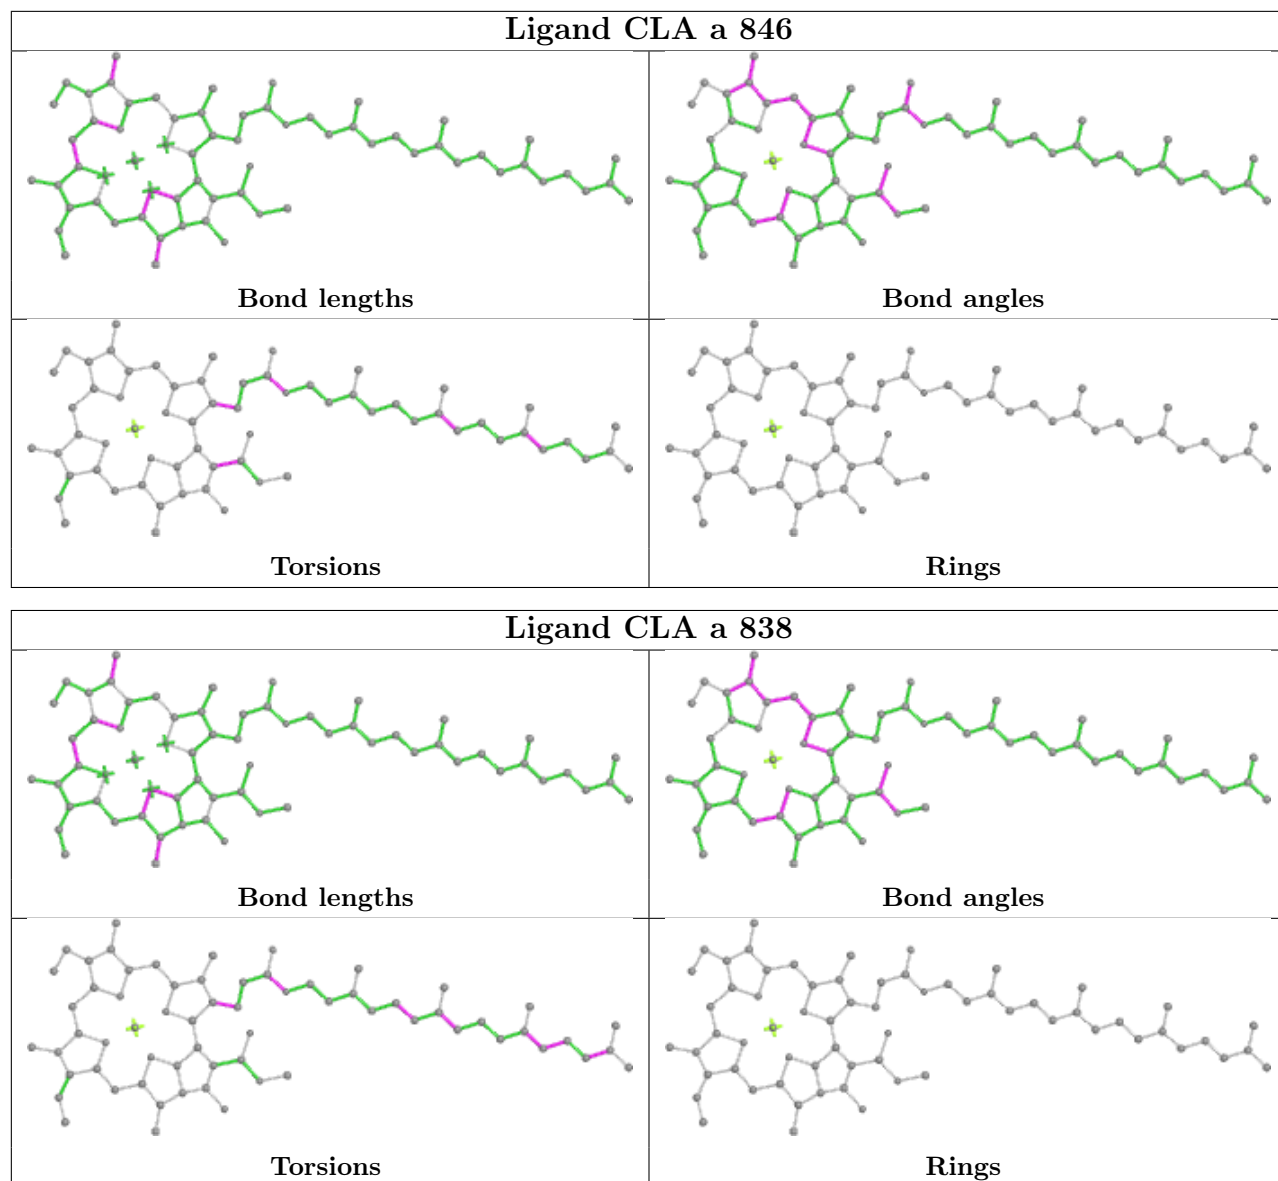 Ligand CLA a 846
Bond lengths
Bond angles
Torsions
Rings
Ligand CLA a 838
Bond lengths
Bond angles
Torsions
Rings